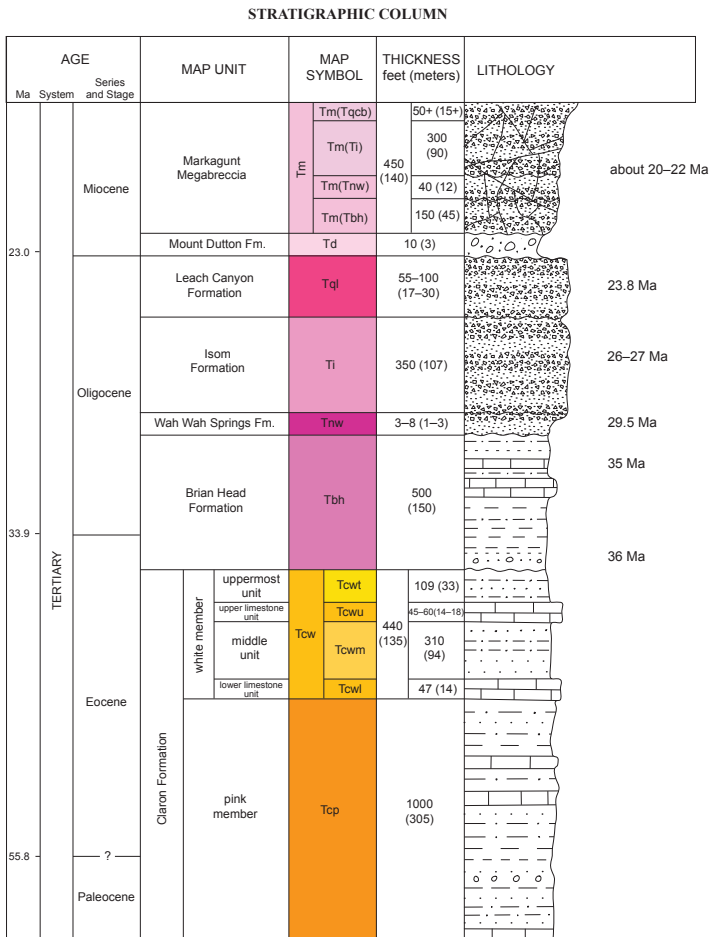 STRATIGRAPHIC COLUMN
AGE
Ma
System
Series
and Stage
MAP UNIT
MAP
SYMBOL
THICKNESS
feet (meters)
LITHOLOGY
TERTIARY
Miocene
Markagunt
Megabreccia
Tm
Tm(Tqcb)
50+ (15+)
Tm(Ti)
300
(90)
450
(140)
Tm(Tnw)
40 (12)
Tm(Tbh)
150 (45)
about 20–22 Ma
Mount Dutton Fm.
Td
10 (3)
23.0
Oligocene
Leach Canyon
Formation
Tql
55–100
(17–30)
23.8 Ma
Isom
Formation
Ti
350 (107)
26–27 Ma
Wah Wah Springs Fm.
Tnw
3–8 (1–3)
29.5 Ma
35 Ma
Brian Head
Formation
Tbh
500
(150)
33.9
36 Ma
Eocene
Claron Formation
white member
uppermost
unit
Tcw
Tcwt
109 (33)
upper limestone
unit
Tcwu
45–60(14–18)
440
(135)
middle
unit
Tcwm
310
(94)
lower limestone
unit
Tcwl
47 (14)
pink
member
Tcp
1000
(305)
55.8
?
Paleocene